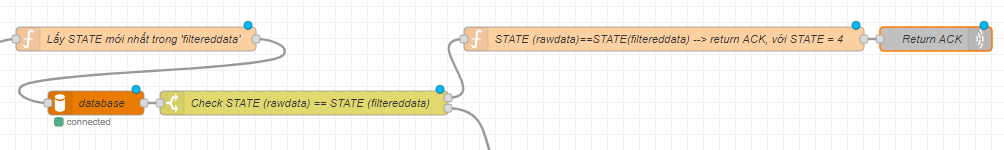 Lấy STATE mới nhất trong 'filtereddata'
STATE (rawdata)==STATE(filtereddata) --> return ACK, với STATE = 4
Return ACK
database
Check STATE (rawdata) == STATE (filtereddata)
connected